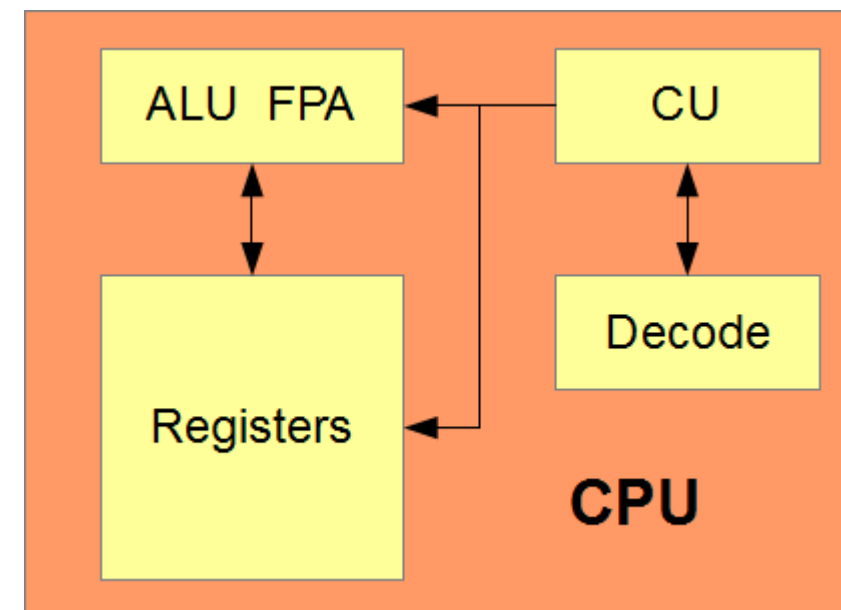 ALU FPA
CU
Decode
Registers
CPU